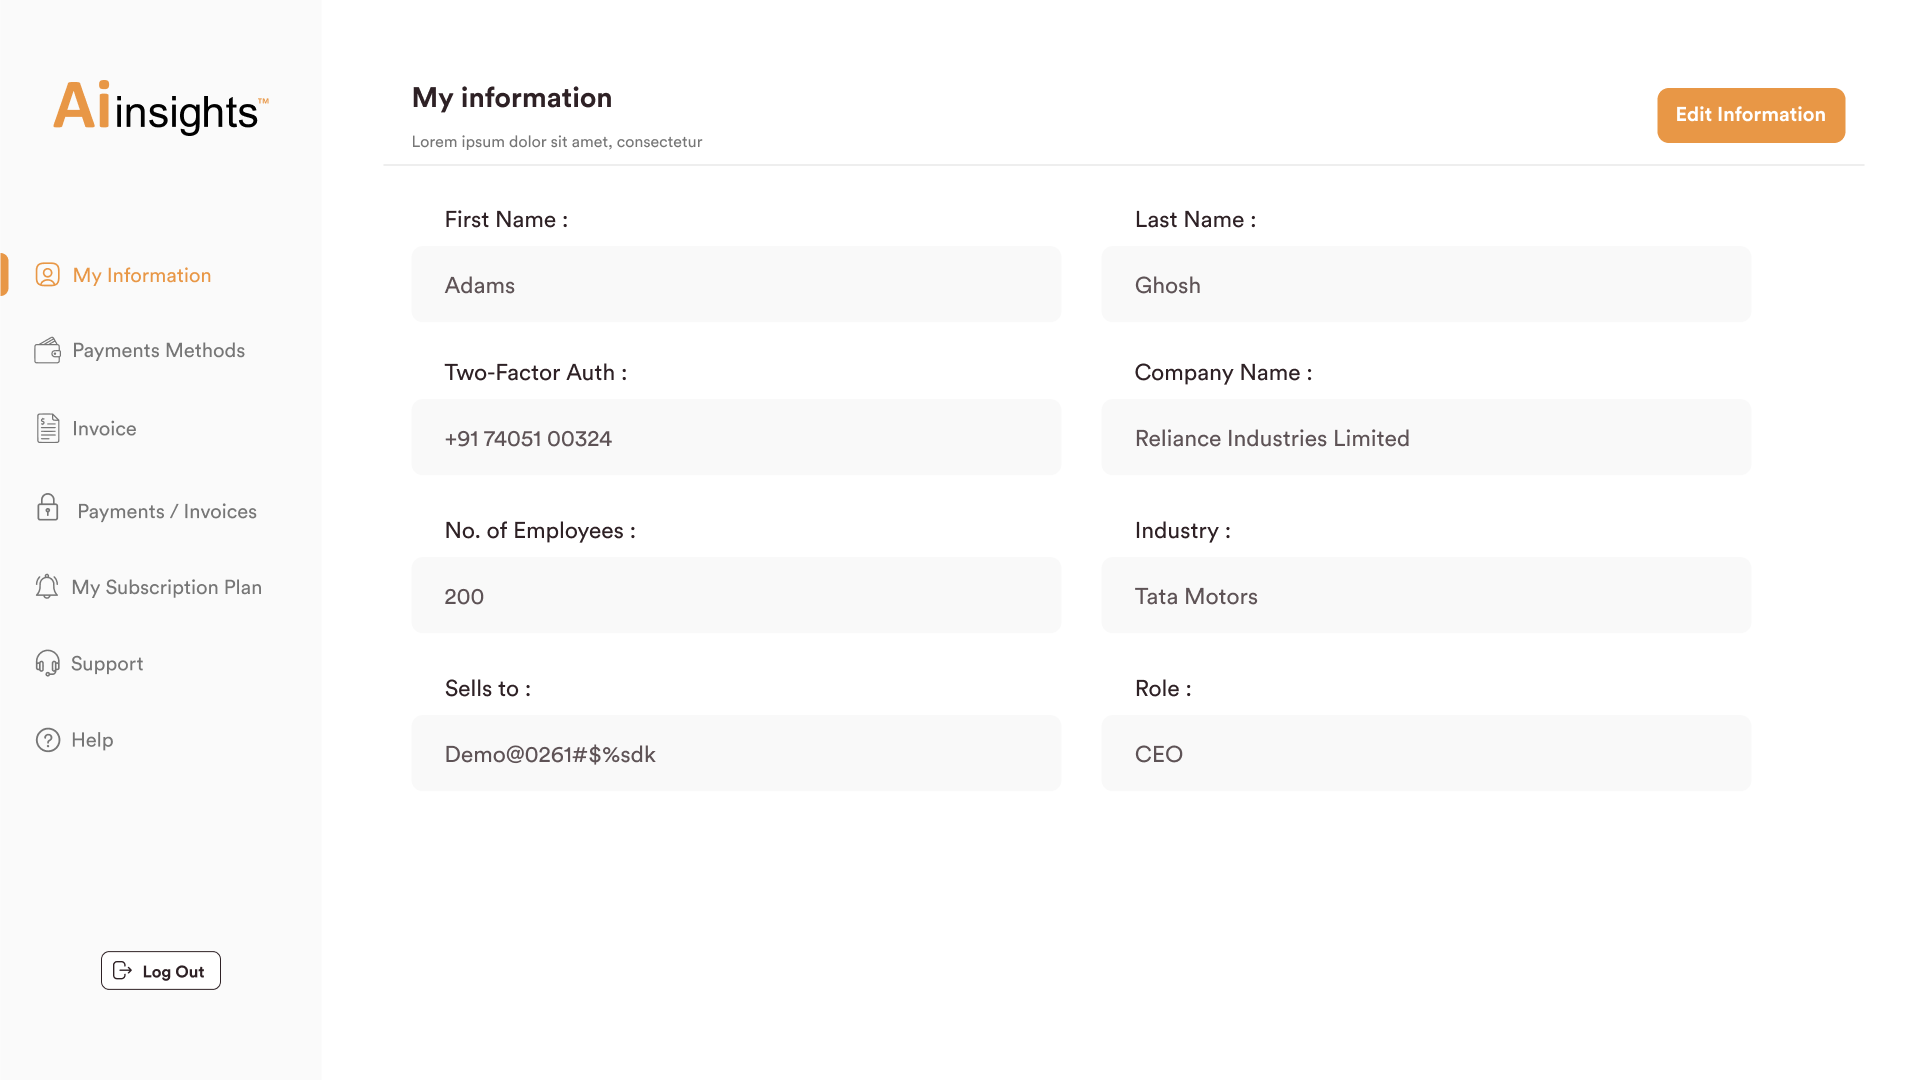 Ai insights™
My Information
Payments Methods
Invoice
Payments / Invoices
My Subscription Plan
Support
Help
Log Out
My information
Lorem ipsum dolor sit amet, consectetur
Edit Information
First Name :
Adams
Last Name :
Ghosh
Two-Factor Auth :
+91 74051 00324
Company Name :
Reliance Industries Limited
No. of Employees :
200
Industry :
Tata Motors
Sells to :
Demo@0261#$%sdk
Role :
CEO